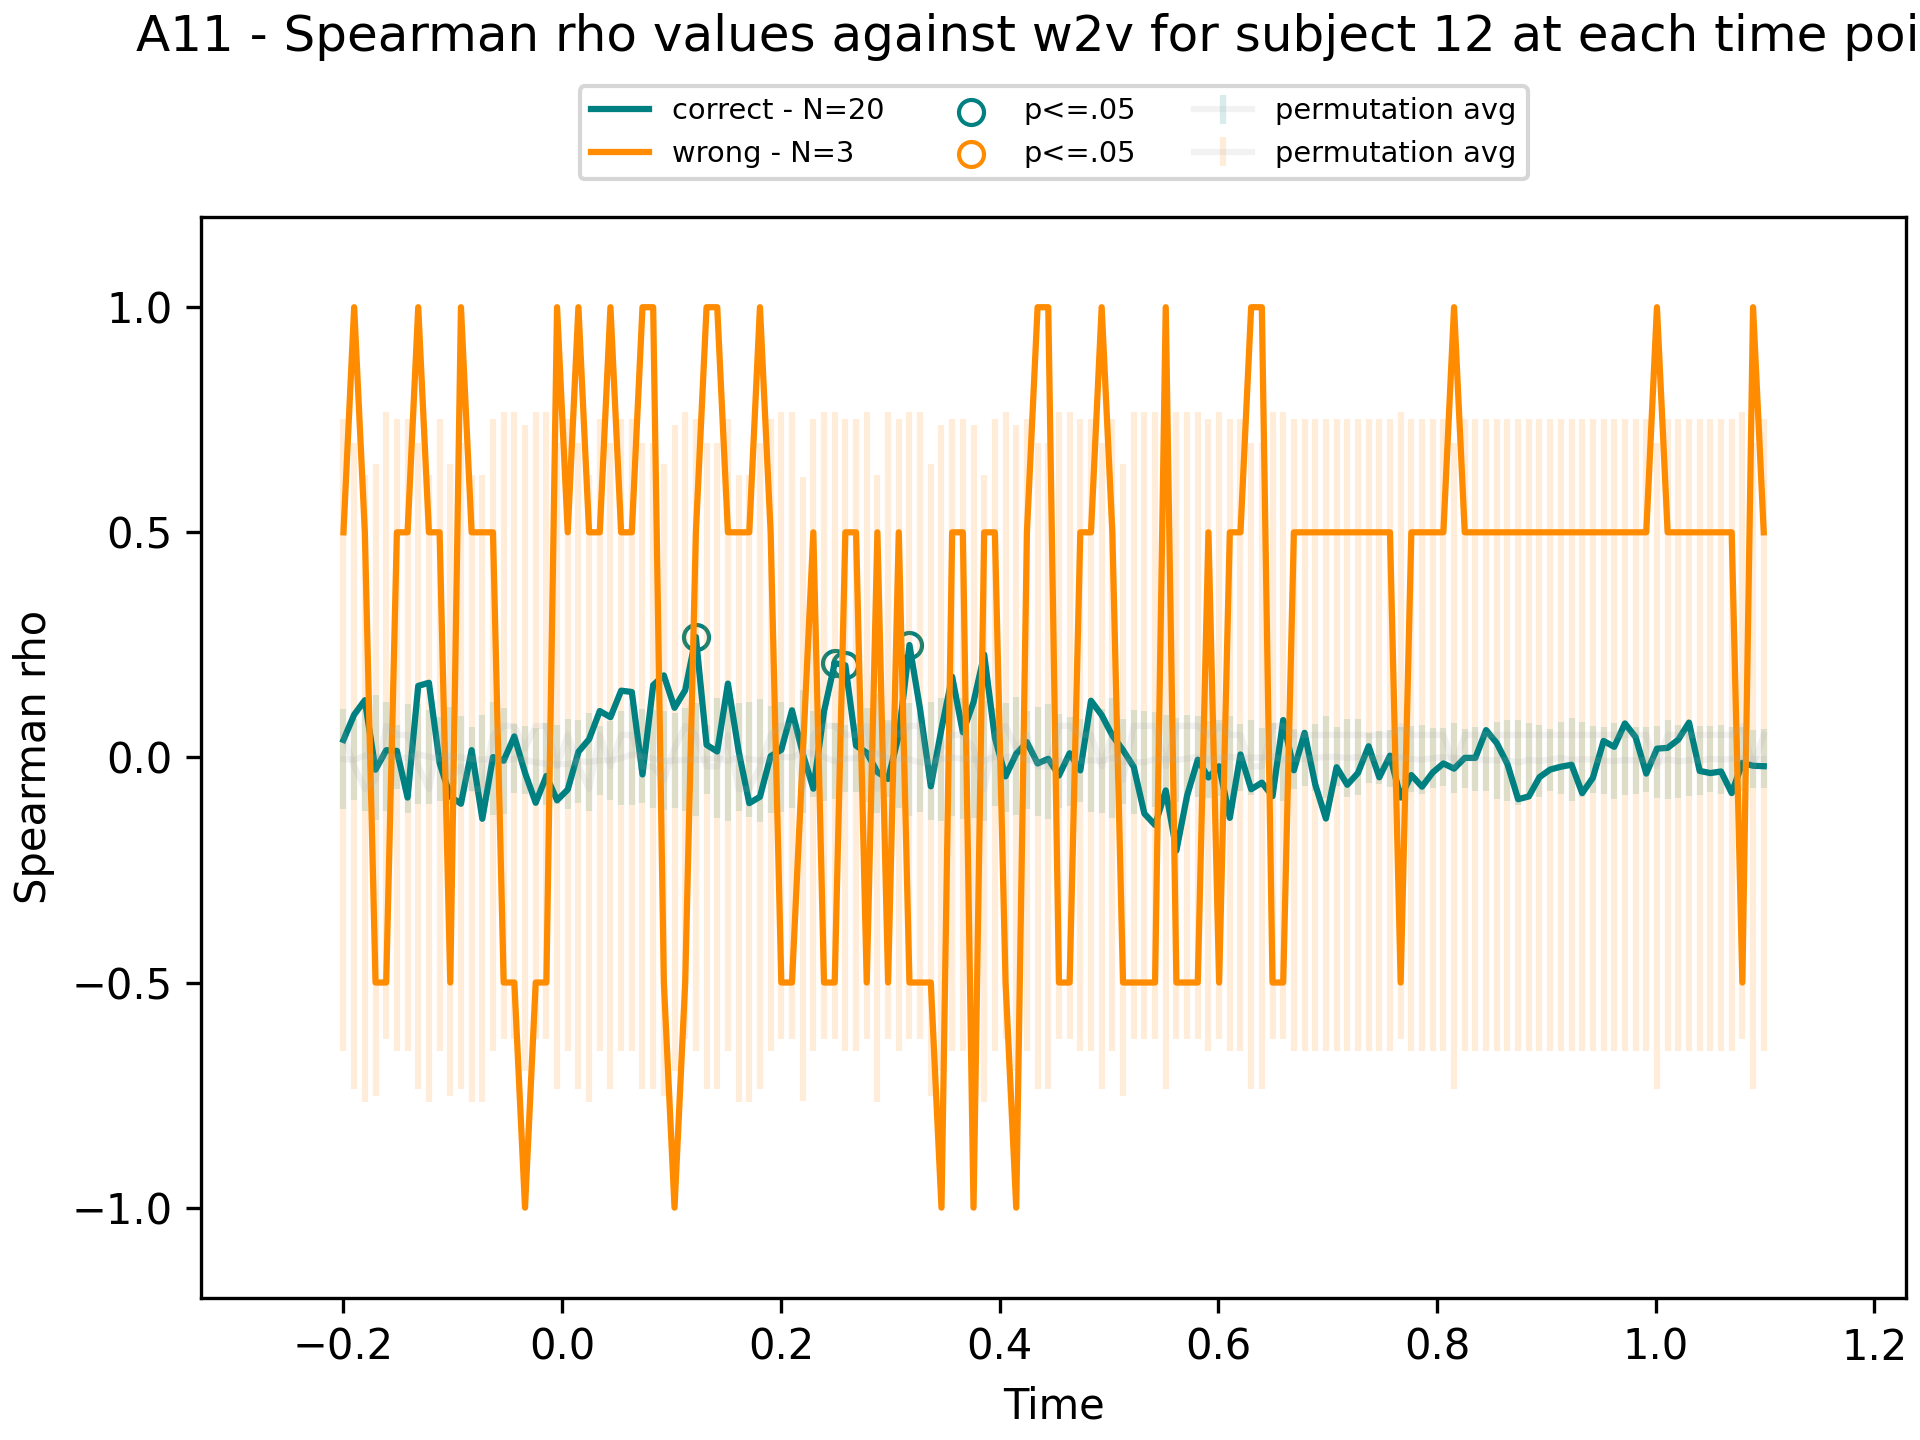 A11 - Spearman rho values against w2v for subject 12 at each time poi
correct - N=20
wrong - N=3
p<=.05
p<=.05
permutation avg
permutation avg
1.0
0.5
0.0
−0.5
−1.0
Spearman rho
−0.2 0.0 0.2 0.4 0.6 0.8 1.0 1.2
Time